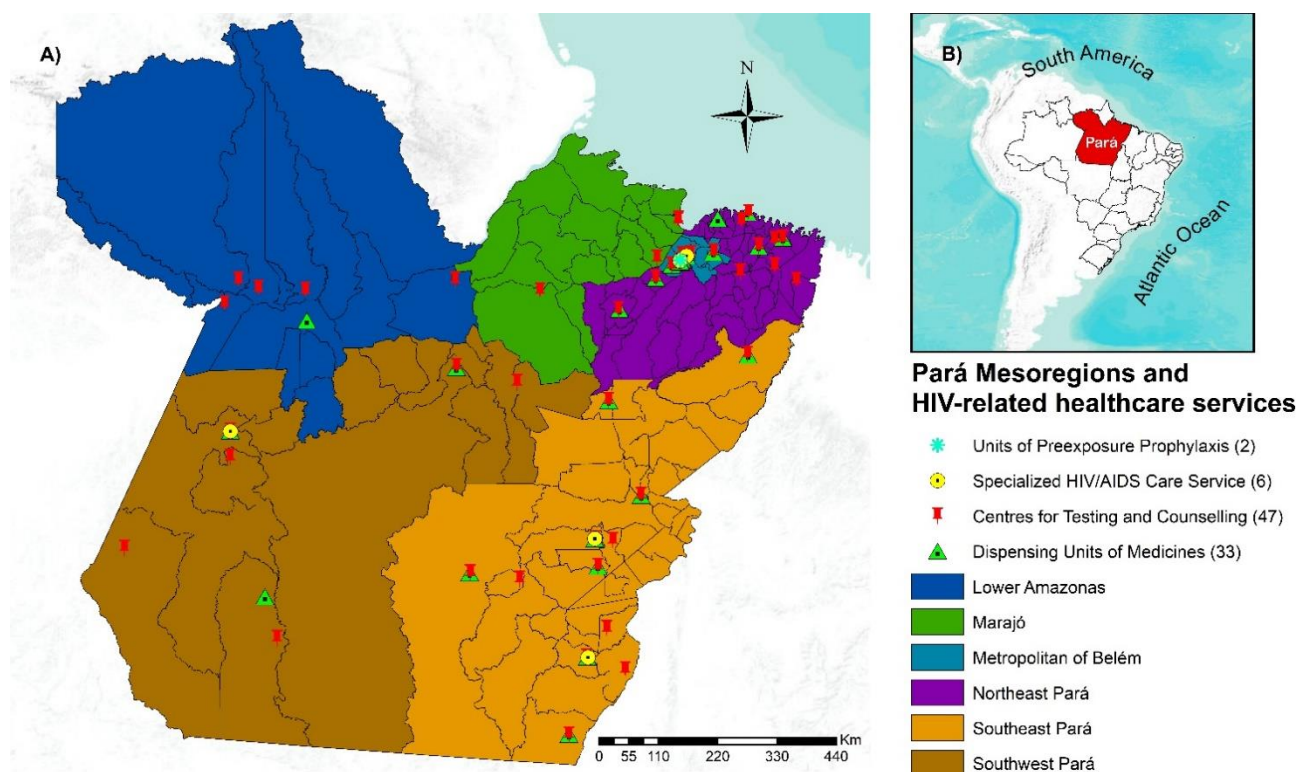 A)
N
Km
0 55 110 220 330 440
B)
South America
Pará
Atlantic Ocean
Pará Mesoregions and
HIV-related healthcare services
Units of Preexposure Prophylaxis (2)
Specialized HIV/AIDS Care Service (6)
Centres for Testing and Counselling (47)
Dispensing Units of Medicines (33)
Lower Amazonas
Marajó
Metropolitan of Belém
Northeast Pará
Southeast Pará
Southwest Pará